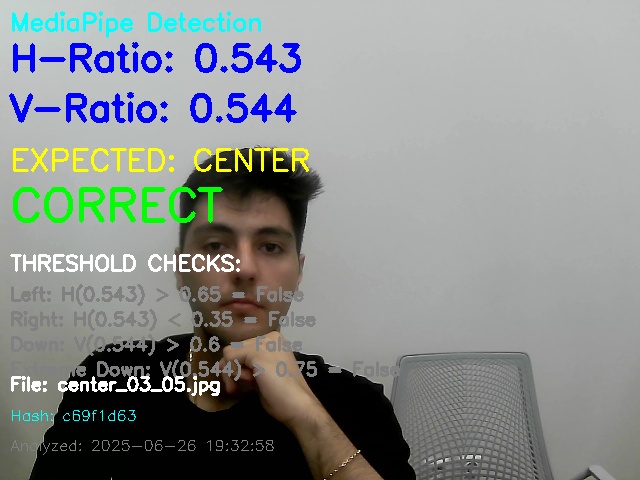 MediaPipe Detection
H-Ratio: 0.543
V-Ratio: 0.544
EXPECTED: CENTER
CORRECT
THRESHOLD CHECKS:
Left: H(0.543) > 0.65 = False
Right: H(0.543) < 0.35 = False
Down: V(0.544) > 0.6 = False
Extreme Down: V(0.544) > 0.75 = False
File: center_03_05.jpg
Hash: c69f1d63
Analyzed: 2025-06-26 19:32:58